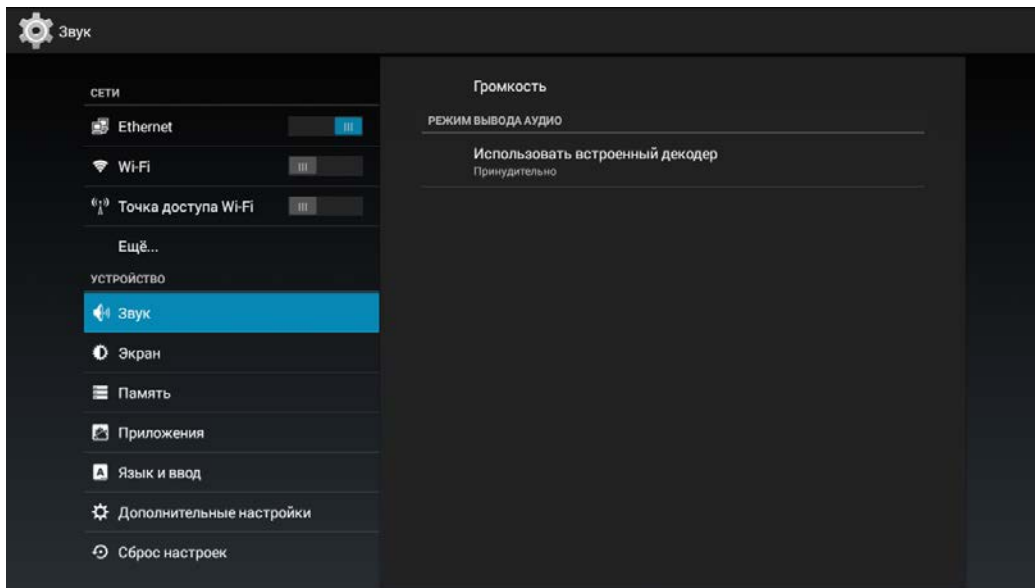 Звук
СЕТИ
Ethernet
Wi-Fi
Точка доступа Wi-Fi
Ещё...
УСТРОЙСТВО
Звук
Экран
Память
Приложения
Язык и ввод
Дополнительные настройки
Сброс настроек
Громкость
РЕЖИМ ВЫВОДА АУДИО
Использовать встроенный декодер
Принудительно